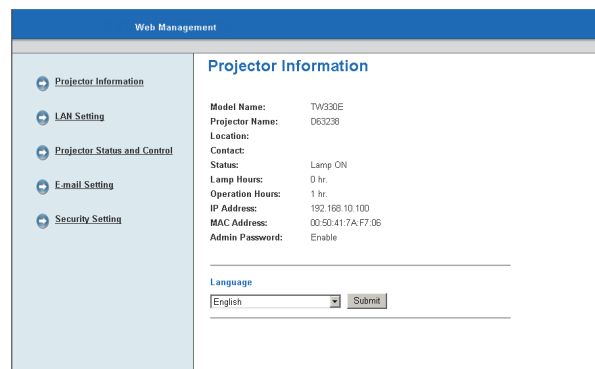 Web Management
Projector Information
LAN Setting
Projector Status and Control
E-mail Setting
Security Setting
Projector Information
Model Name: TW330E
Projector Name: D63238
Location:
Contact:
Status: Lamp ON
Lamp Hours: 0 hr.
Operation Hours: 1 hr.
IP Address: 192.168.10.100
MAC Address: 00:50:41:7A:F7:06
Admin Password: Enable
Language
English Submit